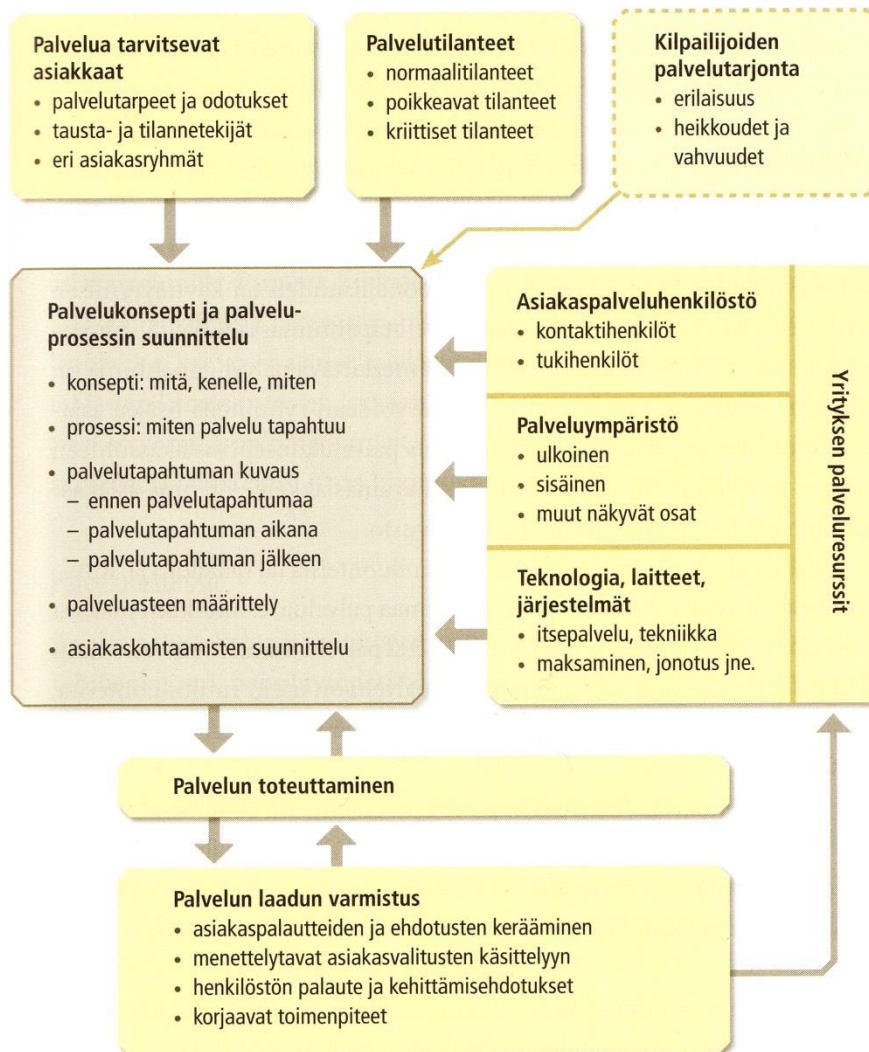 Palvelua tarvitsevat
asiakkaat
• palvelutarpeet ja odotukset
• tausta- ja tilannetekijät
• eri asiakasryhmät
Palvelutilanteet
• normaalitilanteet
• poikkeavat tilanteet
• kriittiset tilanteet
Kilpailijoiden
palvelutarjonta
• erilaisuus
• heikkoudet ja
vahvuudet
Palvelukonsepti ja palvelu-
prosessin suunnittelu
• konsepti: mitä, kenelle, miten
• prosessi: miten palvelu tapahtuu
• palvelutapahtuman kuvaus
– ennen palvelutapahtumaa
– palvelutapahtuman aikana
– palvelutapahtuman jälkeen
• palveluasteen määrittely
• asiakaskohtaamisten suunnittelu
Asiakaspalveluhenkilöstö
• kontaktihenkilöt
• tukihenkilöt
Palveluympäristö
• ulkoinen
• sisäinen
• muut näkyvät osat
Teknologia, laitteet,
järjestelmät
• itsepalvelu, tekniikka
• maksaminen, jonotus jne.
Yrityksen palveluresurssit
Palvelun toteuttaminen
Palvelun laadun varmistus
• asiakaspalautteiden ja ehdotusten kerääminen
• menettelytavat asiakasvalitusten käsittelyyn
• henkilöstön palaute ja kehittämisehdotukset
• korjaavat toimenpiteet